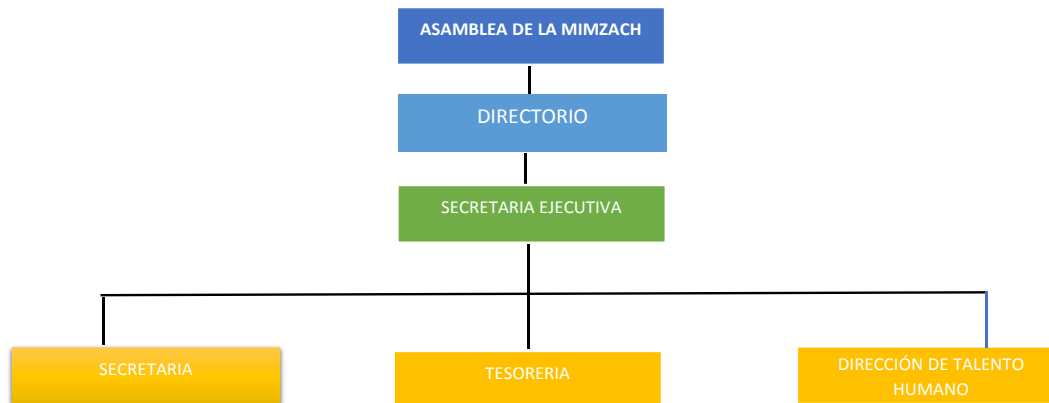 ASAMBLEA DE LA MIMZACH
DIRECTORIO
SECRETARIA EJECUTIVA
SECRETARIA
TESORERIA
DIRECCIÓN DE TALENTO
HUMANO